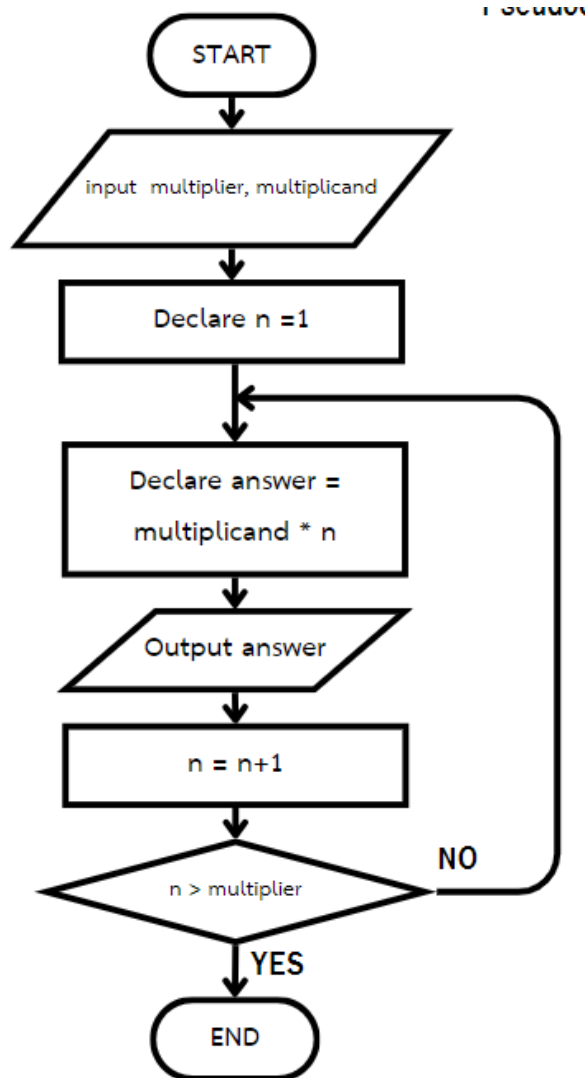 START
input multiplier, multiplicand
Declare n =1
Declare answer =
multiplicand * n
Output answer
n = n+1
n > multiplier
NO
YES
END